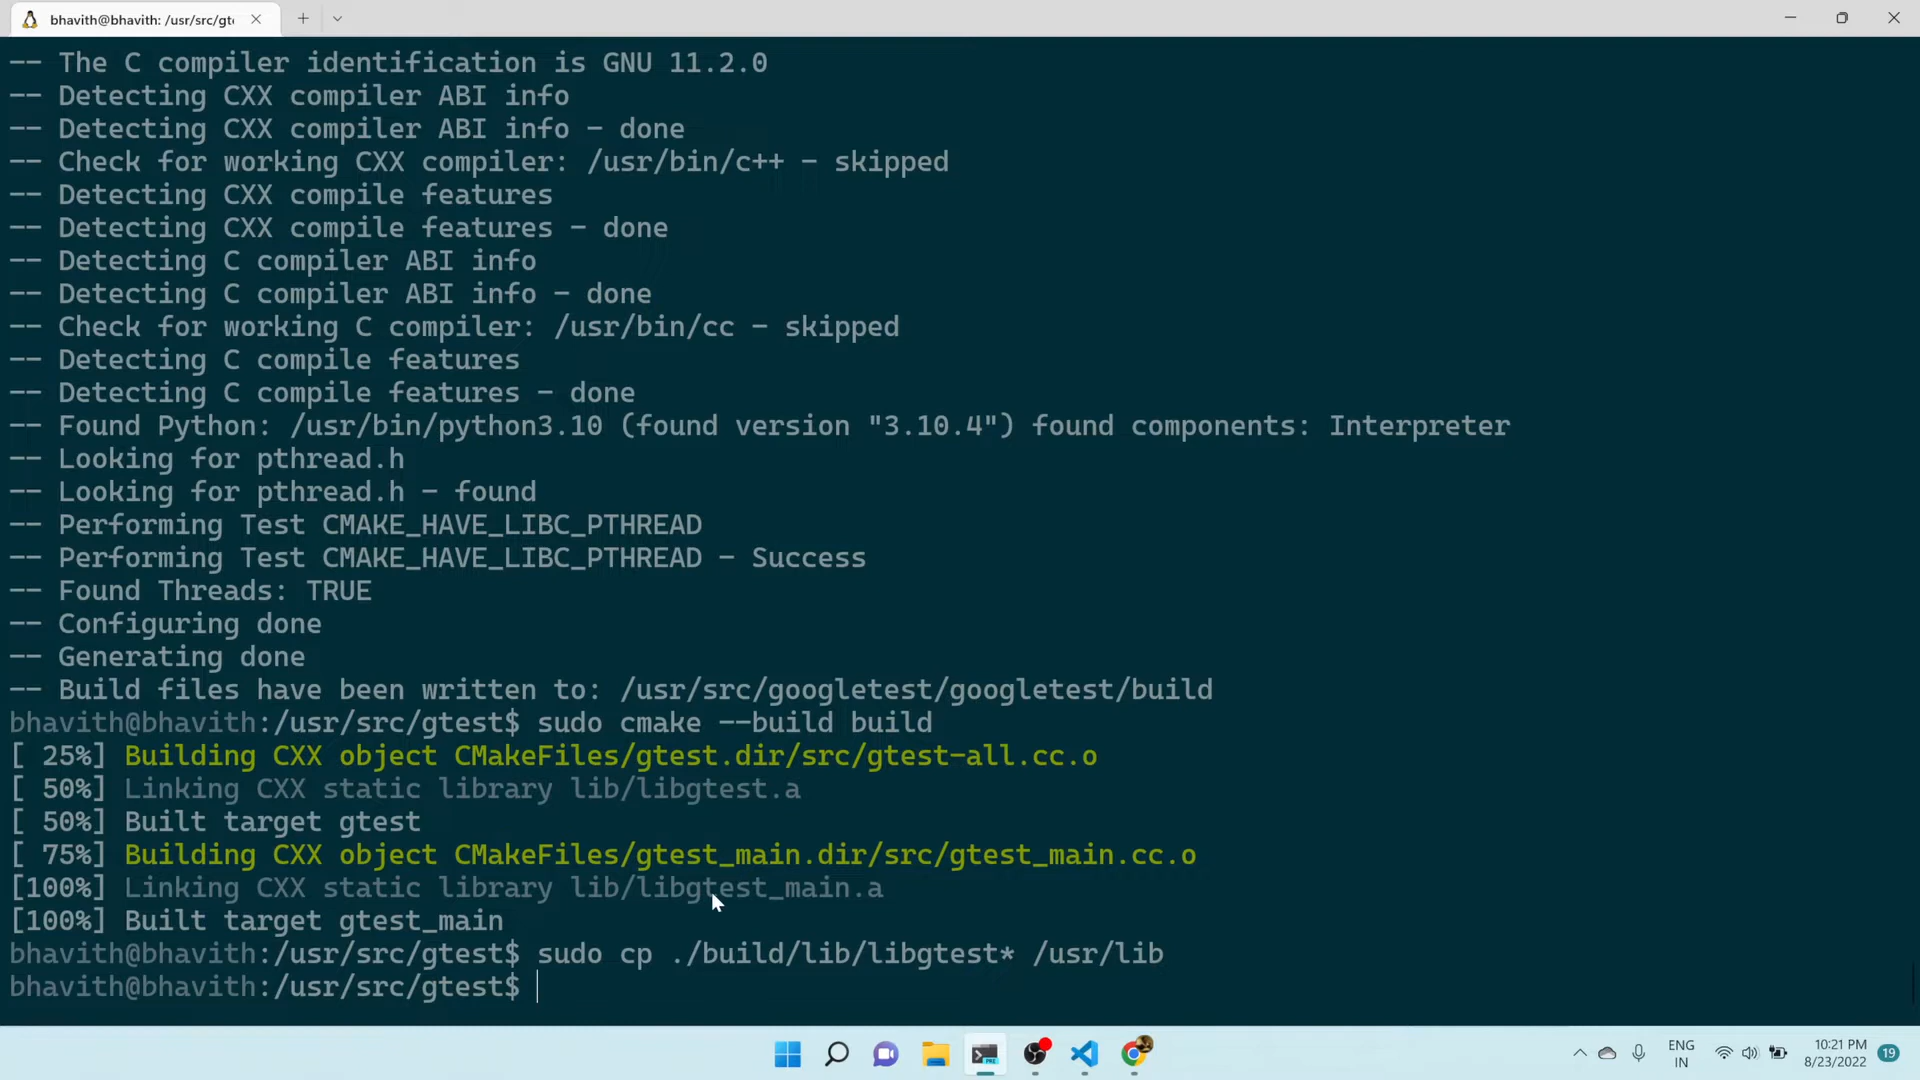 bhavith@bhavith: /usr/src/gt
-- The C compiler identification is GNU 11.2.0
-- Detecting CXX compiler ABI info
-- Detecting CXX compiler ABI info - done
-- Check for working CXX compiler: /usr/bin/c++ - skipped
-- Detecting CXX compile features
-- Detecting CXX compile features - done
-- Detecting C compiler ABI info
-- Detecting C compiler ABI info - done
-- Check for working C compiler: /usr/bin/cc - skipped
-- Detecting C compile features
-- Detecting C compile features - done
-- Found Python: /usr/bin/python3.10 (found version "3.10.4") found components: Interpreter
-- Looking for pthread.h
-- Looking for pthread.h - found
-- Performing Test CMAKE_HAVE_LIBC_PTHREAD
-- Performing Test CMAKE_HAVE_LIBC_PTHREAD - Success
-- Found Threads: TRUE
-- Configuring done
-- Generating done
-- Build files have been written to: /usr/src/googletest/googletest/build
bhavith@bhavith:/usr/src/gtest$ sudo cmake --build build
[ 25%] Building CXX object CMakeFiles/gtest.dir/src/gtest-all.cc.o
[ 50%] Linking CXX static library lib/libgtest.a
[ 50%] Built target gtest
[ 75%] Building CXX object CMakeFiles/gtest_main.dir/src/gtest_main.cc.o
[100%] Linking CXX static library lib/libgtest_main.a
[100%] Built target gtest_main
bhavith@bhavith:/usr/src/gtest$ sudo cp ./build/lib/libgtest* /usr/lib
bhavith@bhavith:/usr/src/gtest$
PRE
ENG
IN
10:21 PM
8/23/2022
19